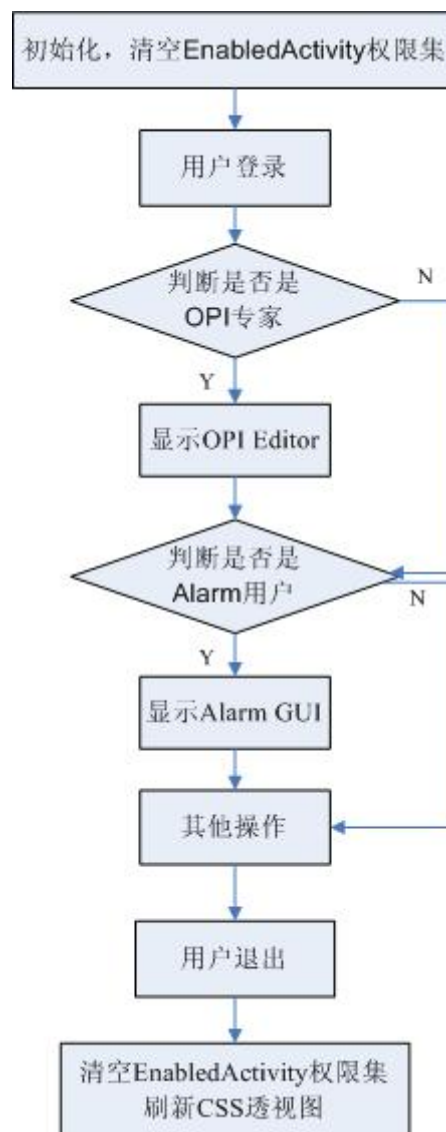 初始化，清空EnabledActivity权限集
用户登录
判断是否是
OPI专家
N
Y
显示OPI Editor
判断是否是
Alarm用户
N
Y
显示Alarm GUI
其他操作
用户退出
清空EnabledActivity权限集
刷新CSS透视图